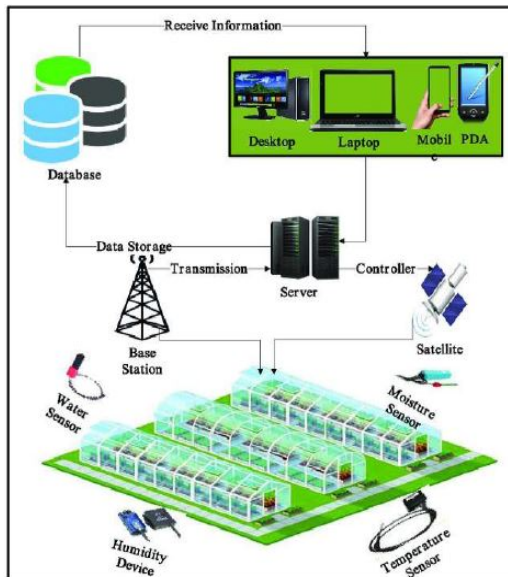 Receive Information
Desktop
Laptop
Mobil
e
PDA
Database
Data Storage
Transmission
Server
Controller
Base
Station
Satellite
Water
Sensor
Moisture
Sensor
Humidity
Device
Temperature
Sensor